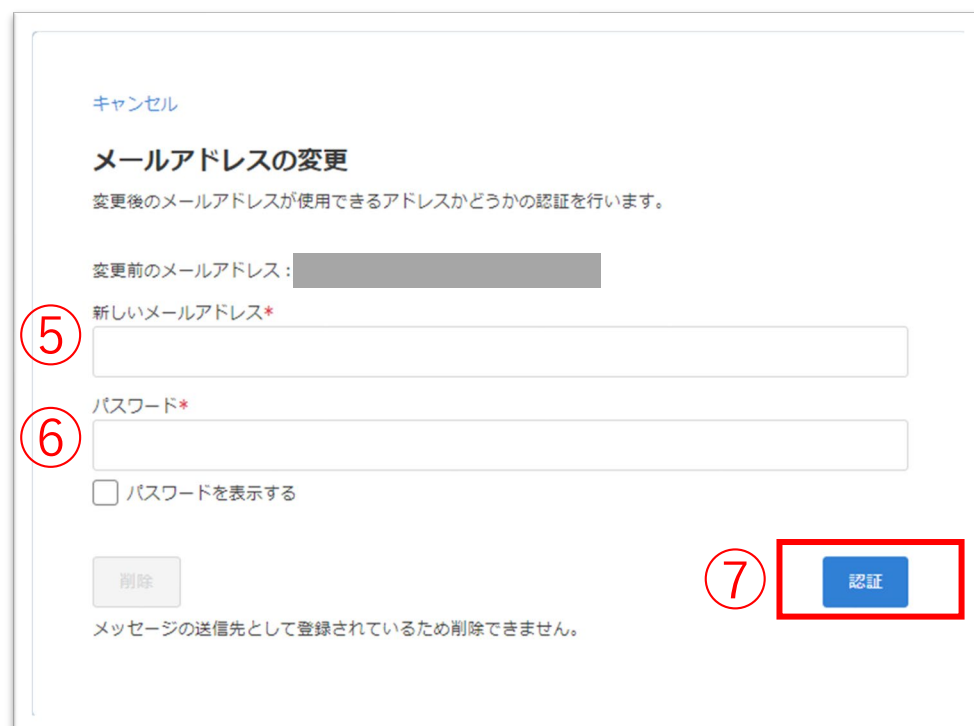 キャンセル
メールアドレスの変更
変更後のメールアドレスが使用できるアドレスかどうかの認証を行います。
変更前のメールアドレス：
新しいメールアドレス*
⑤
パスワード*
⑥
パスワードを表示する
削除
⑦
認証
メッセージの送信先として登録されているため削除できません。